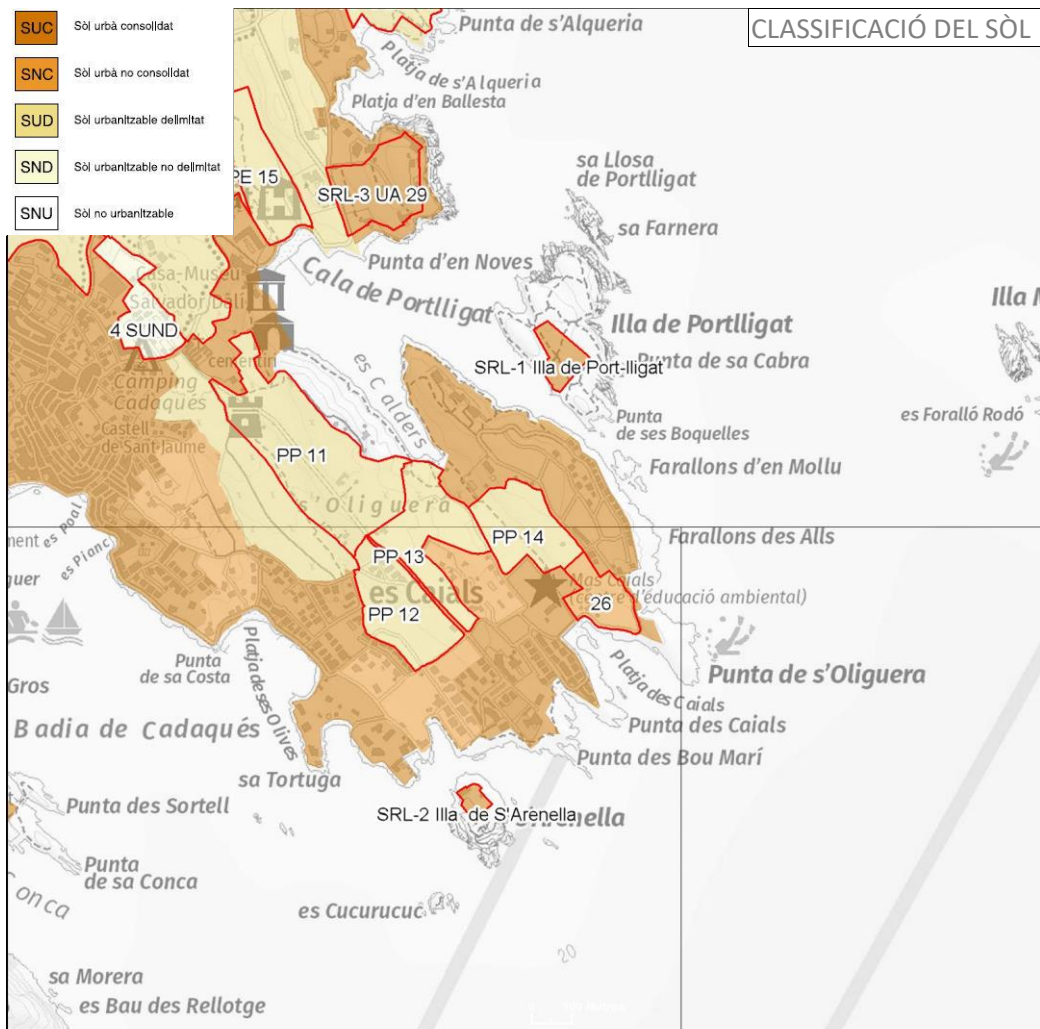 CLASSIFICACIÓ DEL SÒL
SUC Sòl urbà consolidat
SNC Sòl urbà no consolidat
SUD Sòl urbanitzable delimitat
SND Sòl urbanitzable no delimitat
SNU Sòl no urbanitzable
Punta de s'Alqueria
Platja de s'Alqueria
Platja d'en Ballesta
PE 15
SRL-3 UA 29
sa Llosa
de Portlligat
sa Farnera
Punta d'en Noves
Cala de Portlligat
Casa-Museu
Salvador Dalí
4 SUND
Illa de Portlligat
SRL-1 Illa de Port-lligat
Punta de sa Cabra
es Calders
Camping
Cadaqués
Castell
de Sant Jaume
Punta
de ses Boquelles
es Foralló Rodó
Farallons d'en Mollu
PP 11
s'Oliguera
es Poal
es Pianc
PP 13
PP 14
Farallons des Alls
es Caials
PP 12
Mas Caials
(centre d'éducació ambiental)
26
Punta
de sa Costa
Platja de ses Olives
Platja des Caials
Punta de s'Oliguera
Gros
Badia de Cadaqués
Punta des Caials
Punta des Bou Marí
sa Tortuga
Punta des Sortell
SRL-2 Illa de S'Arenella
Punta
de sa Conca
es Cucurucuc
20
sa Morera
es Bau des Rellotge